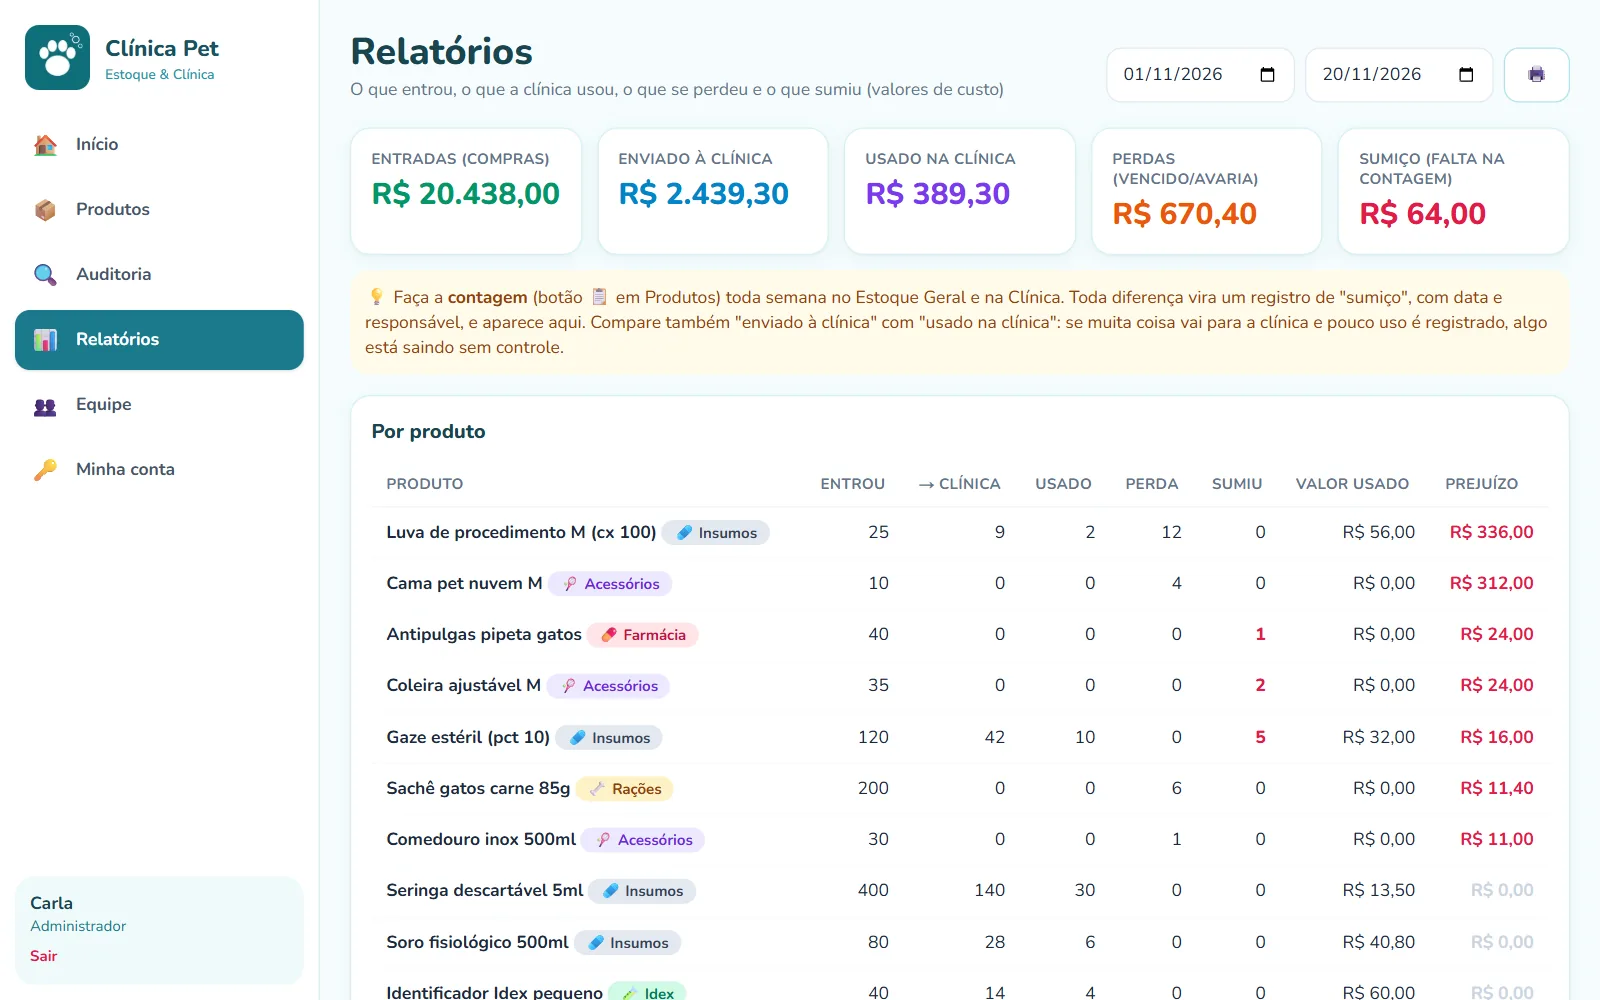 Clínica Pet
Estoque & Clínica
Início
Produtos
Auditoria
Relatórios
Equipe
Minha conta
Carla
Administrador
Sair
Relatórios
O que entrou, o que a clínica usou, o que se perdeu e o que sumiu (valores de custo)
01/11/2026
20/11/2026
ENTRADAS (COMPRAS)
R$ 20.438,00
ENVIADO À CLÍNICA
R$ 2.439,30
USADO NA CLÍNICA
R$ 389,30
PERDAS
(VENCIDO/AVARIA)
R$ 670,40
SUMIÇO (FALTA NA
CONTAGEM)
R$ 64,00
Faça a contagem (botão em Produtos) toda semana no Estoque Geral e na Clínica. Toda diferença vira um registro de "sumiço", com data e
responsável, e aparece aqui. Compare também "enviado à clínica" com "usado na clínica": se muita coisa vai para a clínica e pouco uso é registrado, algo
está saindo sem controle.
Por produto
PRODUTO ENTROU → CLÍNICA USADO PERDA SUMIU VALOR USADO PREJUÍZO
Luva de procedimento M (cx 100) Insumos 25 9 2 12 0 R$ 56,00 R$ 336,00
Cama pet nuvem M Acessórios 10 0 0 4 0 R$ 0,00 R$ 312,00
Antipulgas pipeta gatos Farmácia 40 0 0 0 1 R$ 0,00 R$ 24,00
Coleira ajustável M Acessórios 35 0 0 0 2 R$ 0,00 R$ 24,00
Gaze estéril (pct 10) Insumos 120 42 10 0 5 R$ 32,00 R$ 16,00
Sachê gatos carne 85g Rações 200 0 0 6 0 R$ 0,00 R$ 11,40
Comedouro inox 500ml Acessórios 30 0 0 1 0 R$ 0,00 R$ 11,00
Seringa descartável 5ml Insumos 400 140 30 0 0 R$ 13,50 R$ 0,00
Soro fisiológico 500ml Insumos 80 28 6 0 0 R$ 40,80 R$ 0,00
Identificador Idex pequeno Idex 40 14 4 0 0 R$ 60,00 R$ 0,00